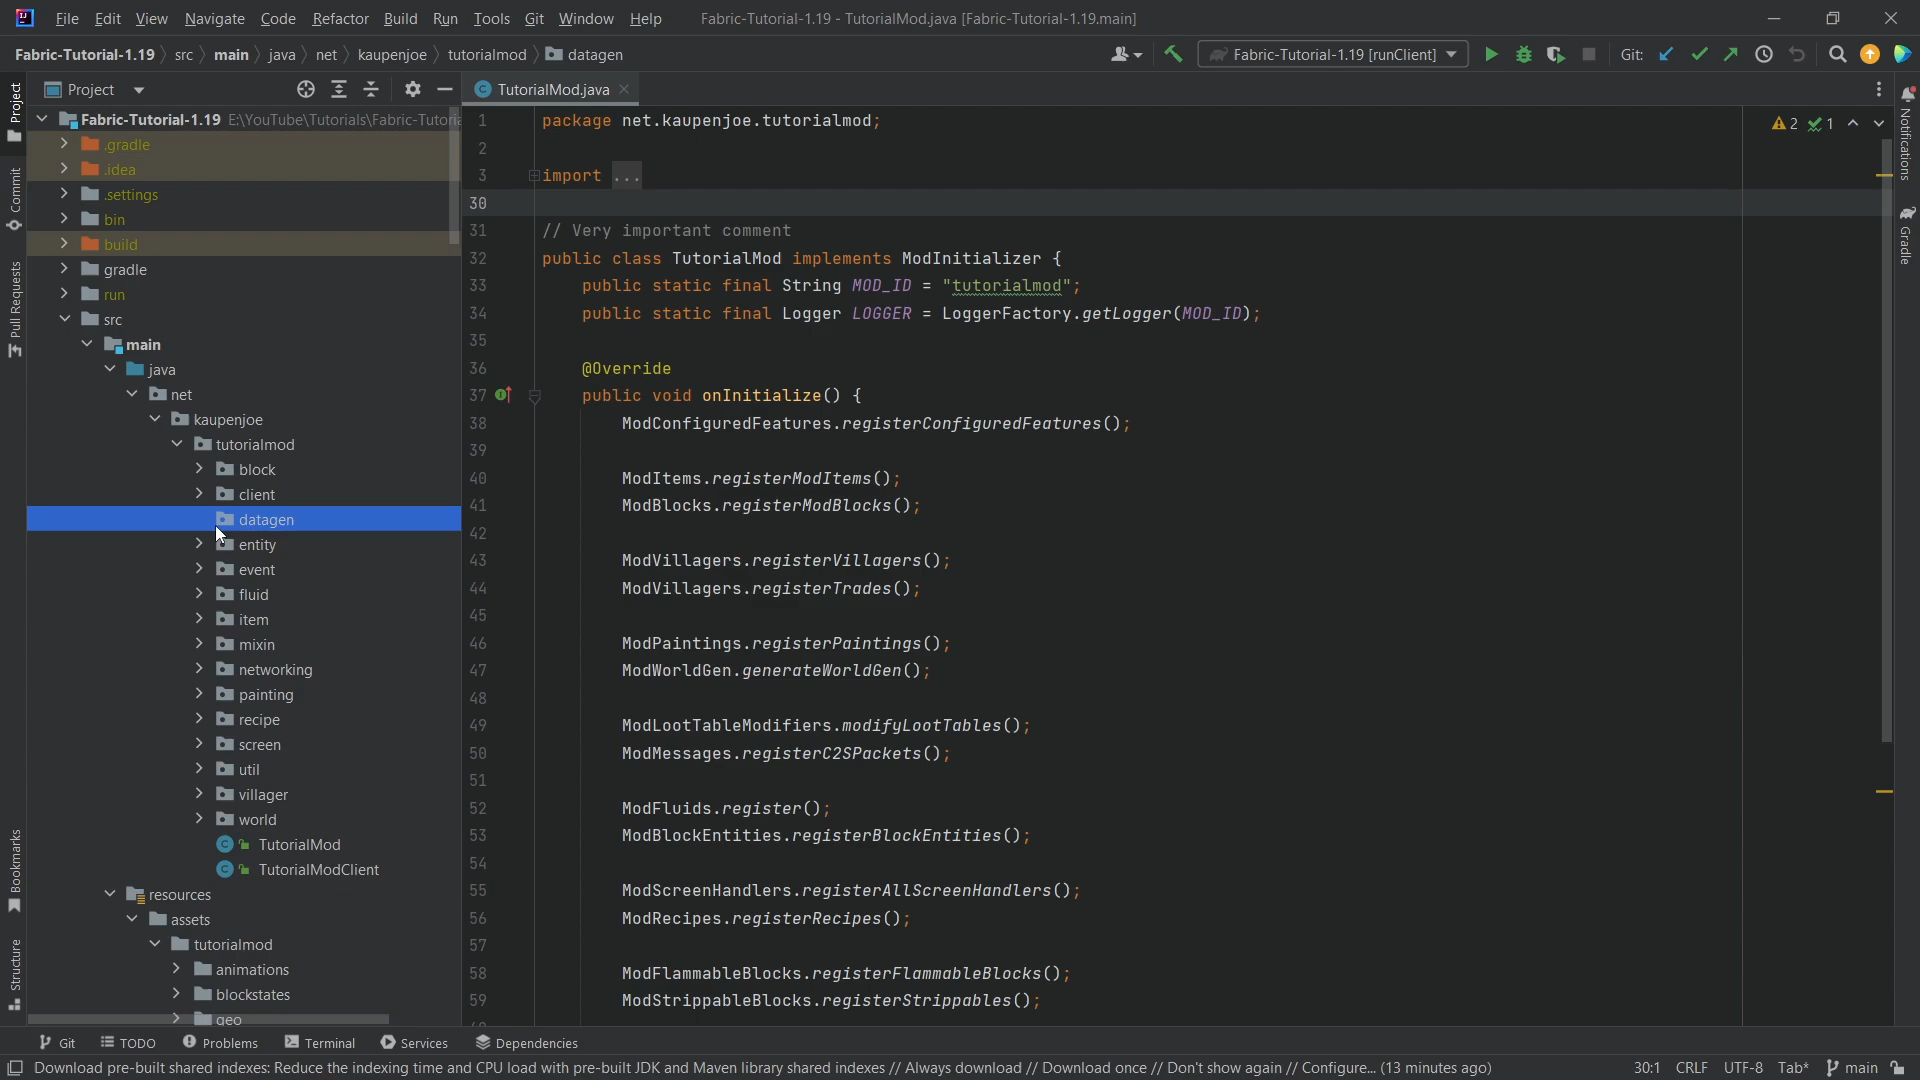 File Edit View Navigate Code Refactor Build Run Tools Git Window Help Fabric-Tutorial-1.19 - TutorialMod.java [Fabric-Tutorial-1.19.main]
Fabric-Tutorial-1.19 src main java net kaupenjoe tutorialmod datagen Fabric-Tutorial-1.19 [runClient] Git:
Project
TutorialMod.java
Fabric-Tutorial-1.19 E:\YouTube\Tutorials\Fabric-Tutoria
.gradle
.idea
.settings
bin
build
gradle
run
src
main
java
net
kaupenjoe
tutorialmod
block
client
datagen
entity
event
fluid
item
mixin
networking
painting
recipe
screen
util
villager
world
TutorialMod
TutorialModClient
resources
assets
tutorialmod
animations
blockstates
geo
Project
Commit
Pull Requests
Bookmarks
Structure
1 package net.kaupenjoe.tutorialmod;
2
3 import ...
30
31 // Very important comment
32 public class TutorialMod implements ModInitializer {
33 public static final String MOD_ID = "tutorialmod";
34 public static final Logger LOGGER = LoggerFactory.getLogger(MOD_ID);
35
36 @Override
37 public void onInitialize() {
38 ModConfiguredFeatures.registerConfiguredFeatures();
39
40 ModItems.registerModItems();
41 ModBlocks.registerModBlocks();
42
43 ModVillagers.registerVillagers();
44 ModVillagers.registerTrades();
45
46 ModPaintings.registerPaintings();
47 ModWorldGen.generateWorldGen();
48
49 ModLootTableModifiers.modifyLootTables();
50 ModMessages.registerC2SPackets();
51
52 ModFluids.register();
53 ModBlockEntities.registerBlockEntities();
54
55 ModScreenHandlers.registerAllScreenHandlers();
56 ModRecipes.registerRecipes();
57
58 ModFlammableBlocks.registerFlammableBlocks();
59 ModStrippableBlocks.registerStrippables();
2 1
Notifications
Gradle
Git TODO Problems Terminal Services Dependencies
Download pre-built shared indexes: Reduce the indexing time and CPU load with pre-built JDK and Maven library shared indexes // Always download // Download once // Don't show again // Configure... (13 minutes ago) 30:1 CRLF UTF-8 Tab* main